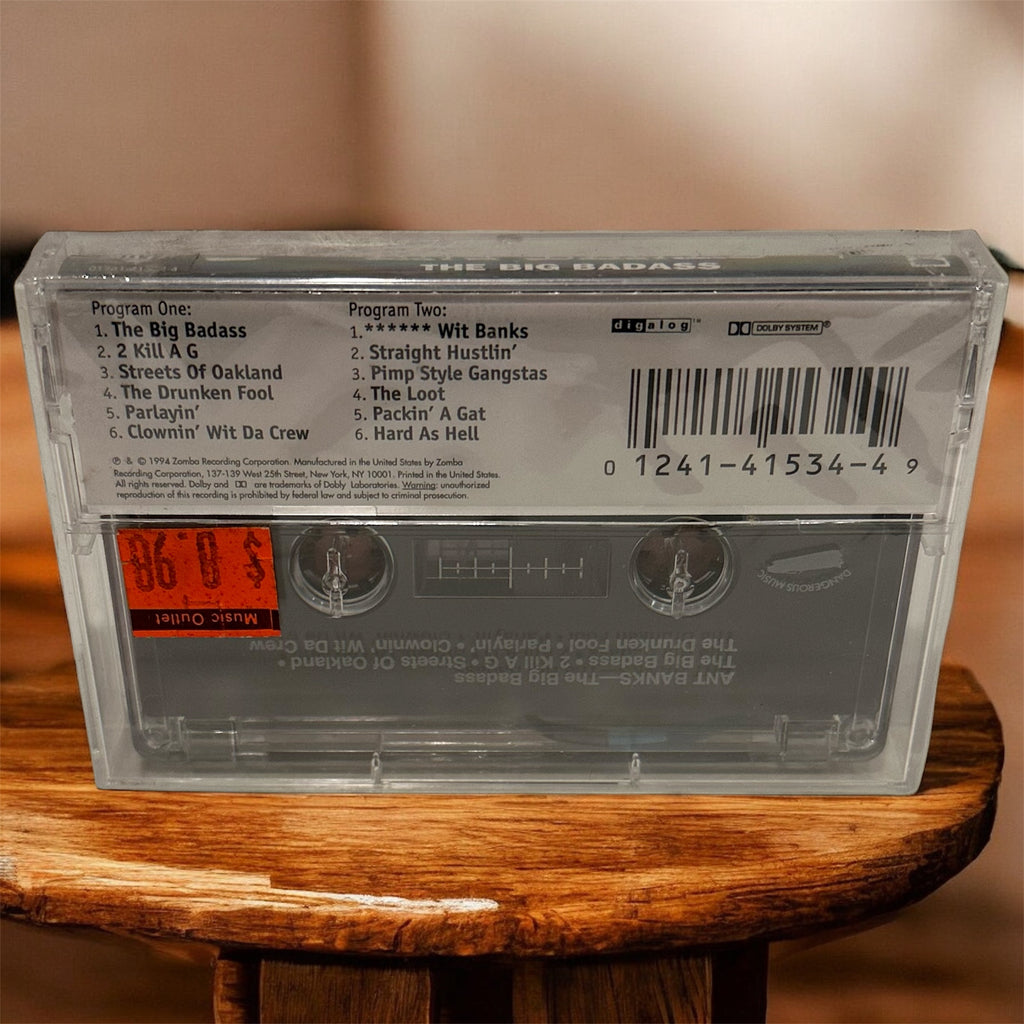 THE BIG BADASS
Program One:
1. The Big Badass
2. 2 Kill A G
3. Streets Of Oakland
4. The Drunken Fool
5. Parlayin'
6. Clownin' Wit Da Crew
Program Two:
1. ****** Wit Banks
2. Straight Hustlin'
3. Pimp Style Gangstas
4. The Loot
5. Packin' A Gat
6. Hard As Hell
digalog™
DOLBY SYSTEM®
0 1241-41534-4 9
℗ & © 1994 Zomba Recording Corporation. Manufactured in the United States by Zomba
Recording Corporation, 137-139 West 25th Street, New York, NY 10001. Printed in the United States.
All rights reserved. Dolby and are trademarks of Dolby Laboratories. Warning: unauthorized
reproduction of this recording is prohibited by federal law and subject to criminal prosecution.
Music Outlet
$ 8.98
DANGEROUS MUSIC
ANT BANKS—The Big Badass
The Big Badass • 2 Kill A G • Streets Of Oakland •
The Drunken Fool • Parlayin' • Clownin' Wit Da Crew